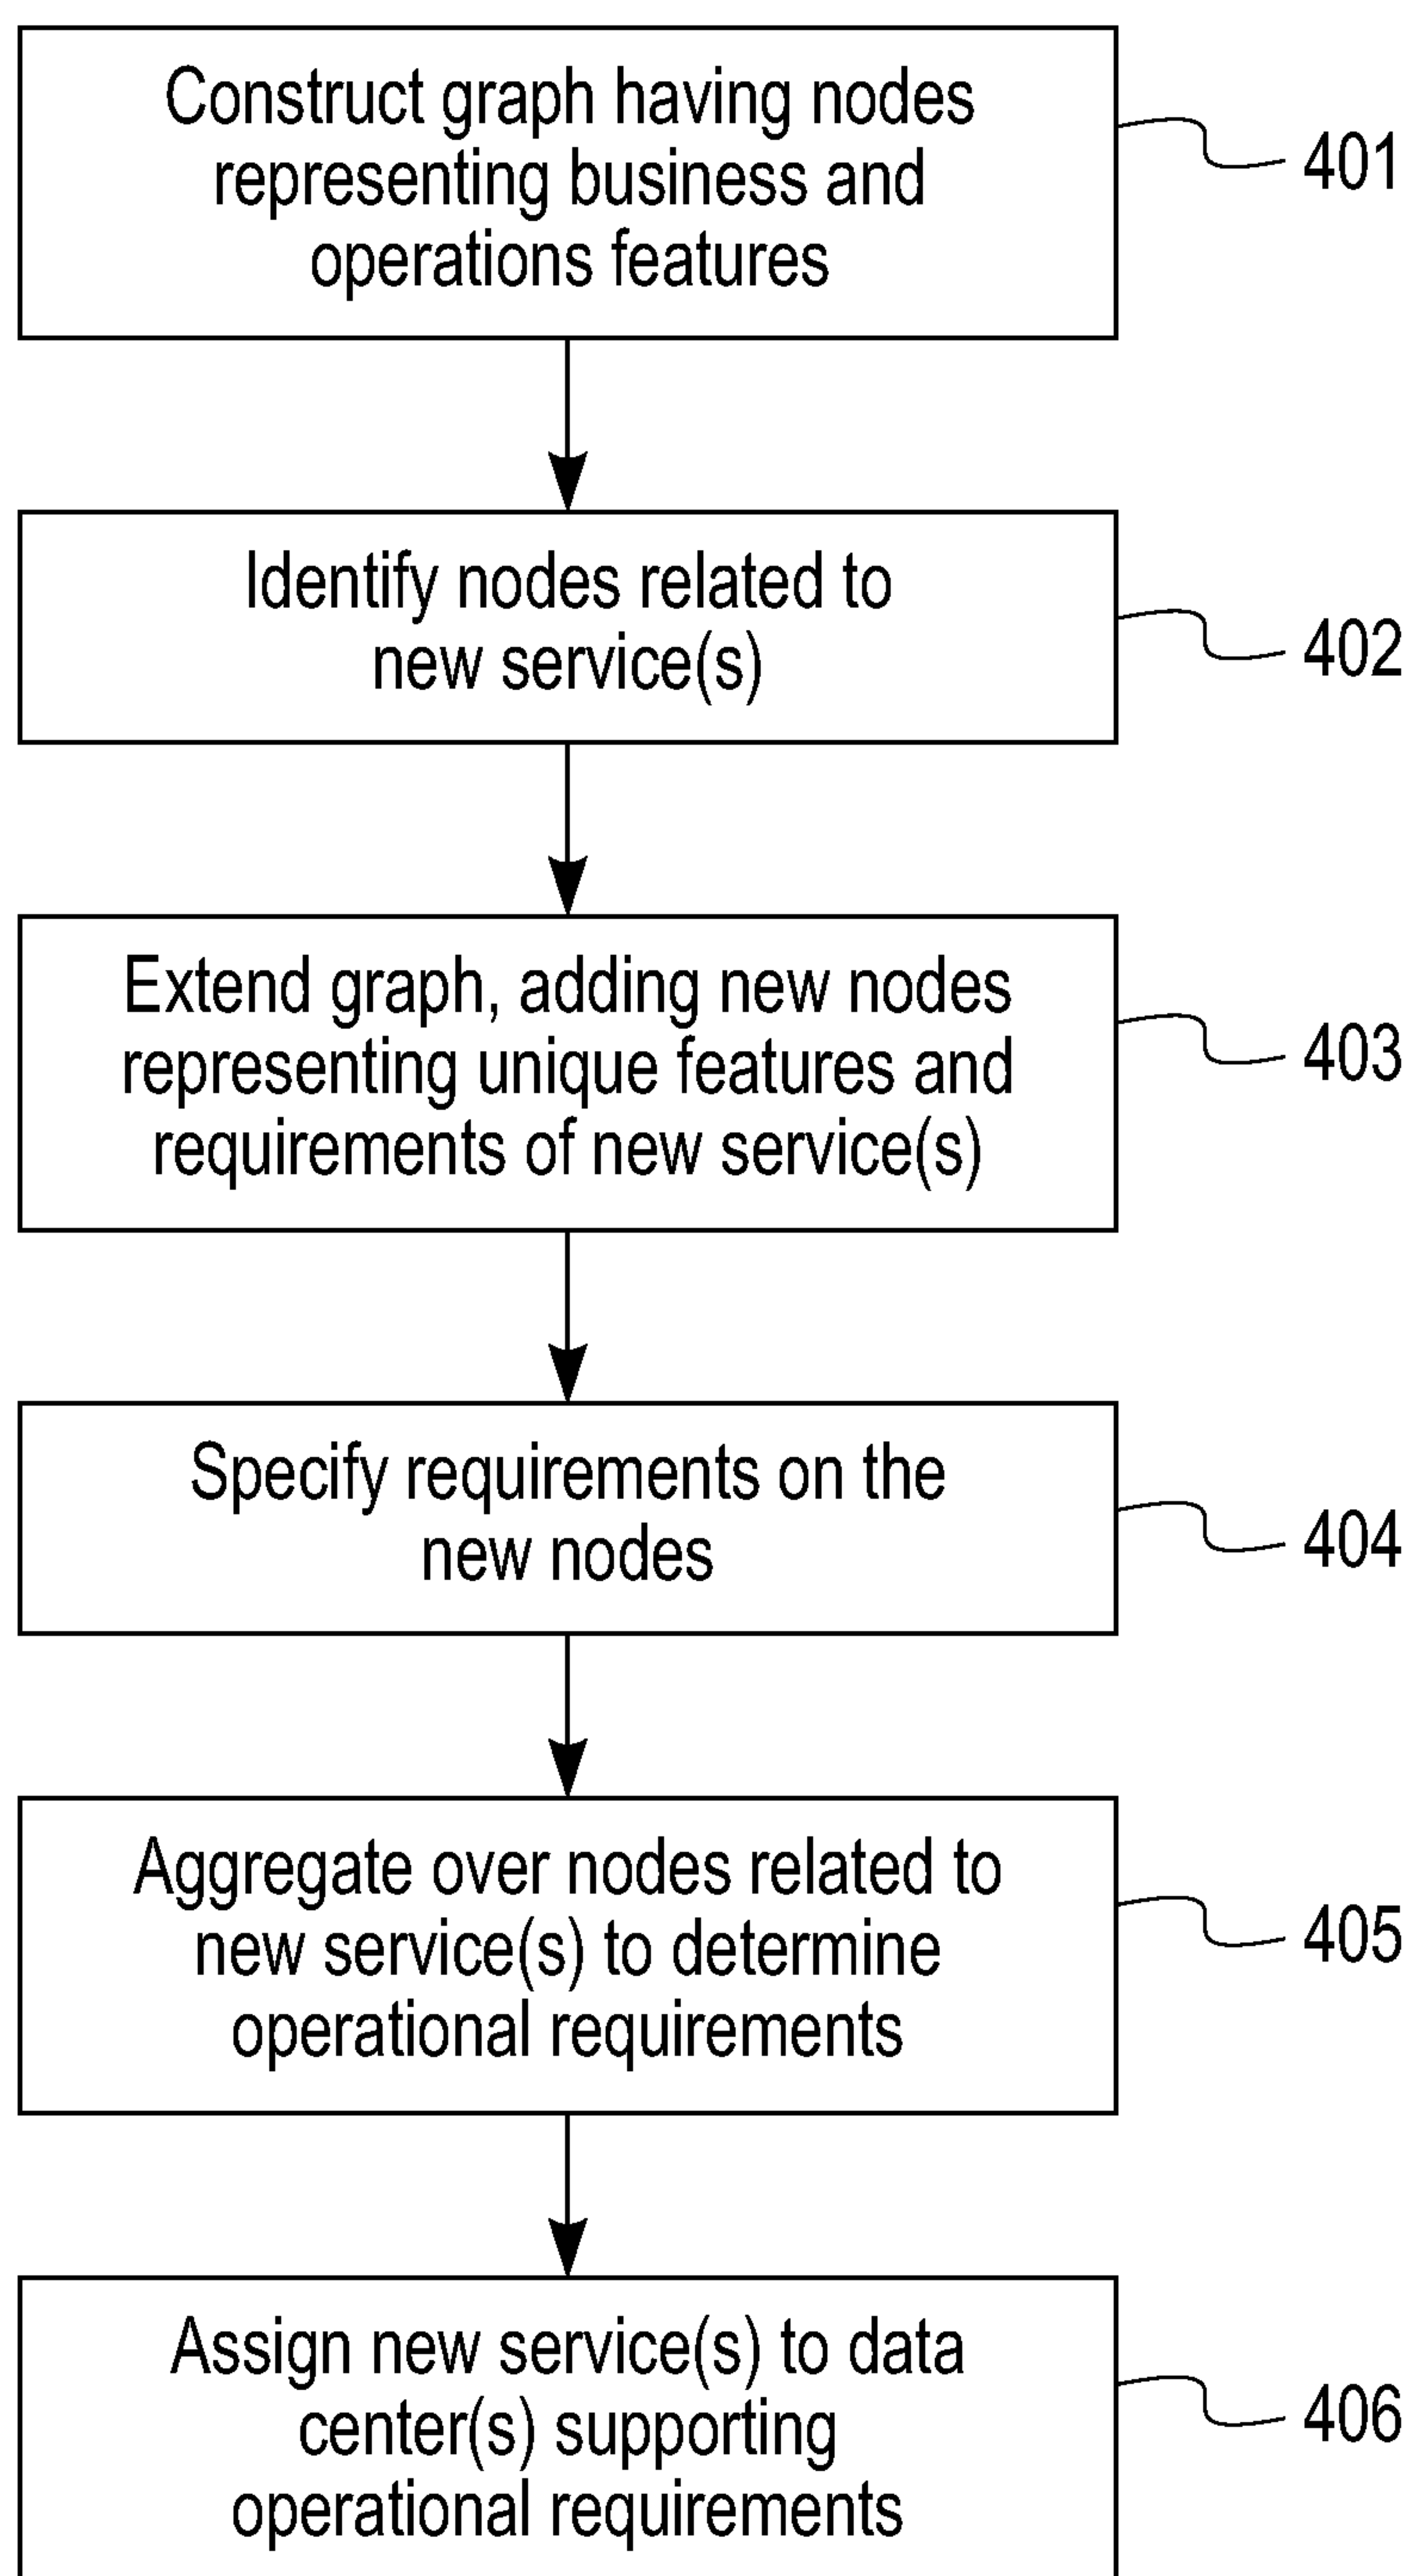 Construct graph having nodes
representing business and
operations features
401
Identify nodes related to
new service(s)
402
Extend graph, adding new nodes
representing unique features and
requirements of new service(s)
403
Specify requirements on the
new nodes
404
Aggregate over nodes related to
new service(s) to determine
operational requirements
405
Assign new service(s) to data
center(s) supporting
operational requirements
406